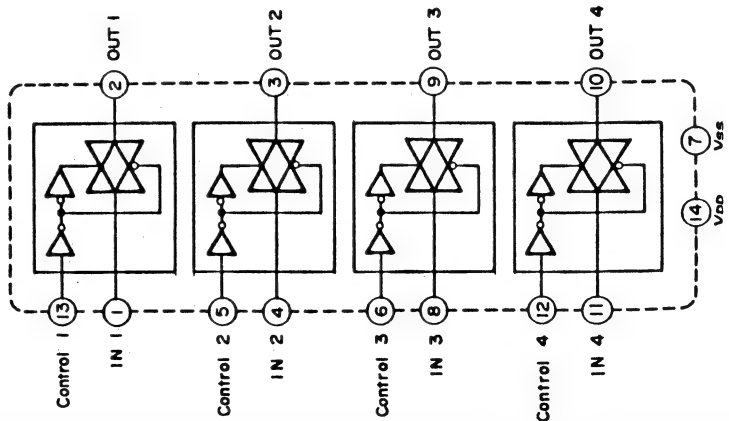 OUT 1
OUT 2
OUT 3
OUT 4
2
3
9
10
7
Vss
14
VDD
Control 1
13
IN 1
1
Control 2
5
IN 2
4
Control 3
6
IN 3
8
Control 4
12
IN 4
11